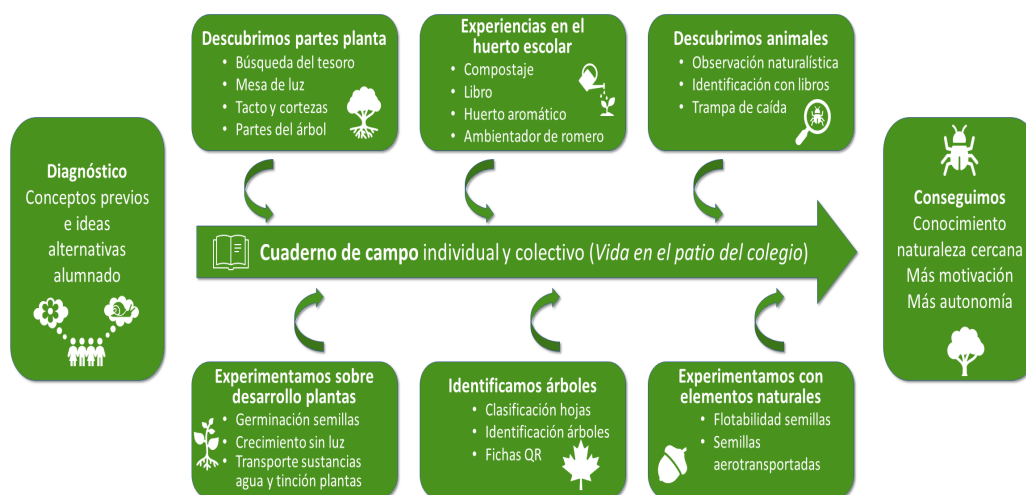 Diagnóstico
Conceptos previos
e ideas
alternativas
alumnado
Descubrimos partes planta
• Búsqueda del tesoro
• Mesa de luz
• Tacto y cortezas
• Partes del árbol
Experiencias en el
huerto escolar
• Compostaje
• Libro
• Huerto aromático
• Ambientador de romero
Descubrimos animales
• Observación naturalística
• Identificación con libros
• Trampa de caída
Cuaderno de campo individual y colectivo (Vida en el patio del colegio)
Experimentamos sobre
desarrollo plantas
• Germinación semillas
• Crecimiento sin luz
• Transporte sustancias
agua y tinción plantas
Identificamos árboles
• Clasificación hojas
• Identificación árboles
• Fichas QR
Experimentamos con
elementos naturales
• Flotabilidad semillas
• Semillas
aerotransportadas
Conseguimos
Conocimiento
naturaleza cercana
Más motivación
Más autonomía